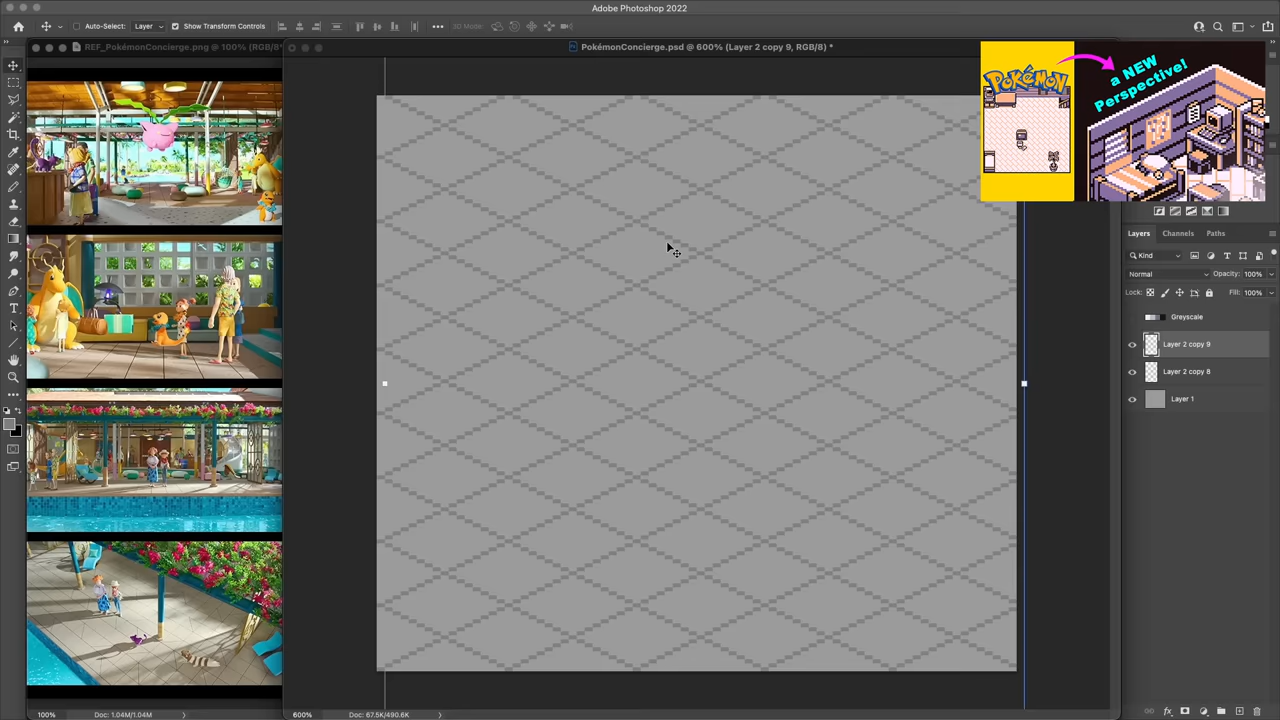 Adobe Photoshop 2022
Auto-Select:
Layer
Show Transform Controls
3D Mode:
REF_PokémonConcierge.png @ 100% (RGB/8*
PokémonConcierge.psd @ 600% (Layer 2 copy 9, RGB/8) *
POKéMON
a NEW
Perspective!
Layers
Channels
Paths
Kind
Normal
Opacity: 100%
Lock:
Fill: 100%
Greyscale
Layer 2 copy 9
Layer 2 copy 8
Layer 1
100%
Doc: 1.04M/1.04M
600%
Doc: 67.5K/490.6K